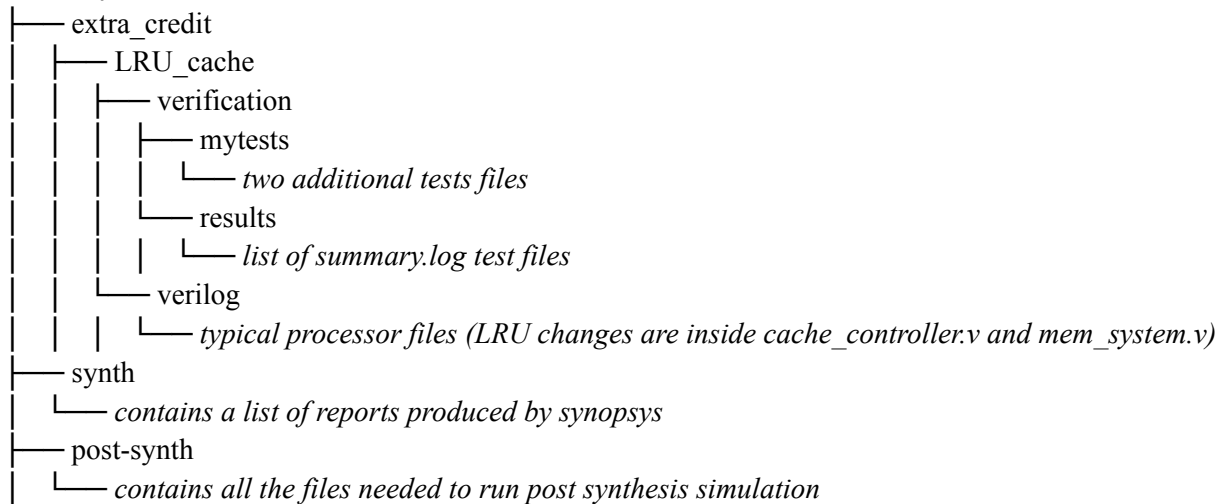 extra_credit
LRU_cache
verification
mytests
two additional tests files
results
list of summary.log test files
verilog
typical processor files (LRU changes are inside cache_controller.v and mem_system.v)
synth
contains a list of reports produced by synopsys
post-synth
contains all the files needed to run post synthesis simulation